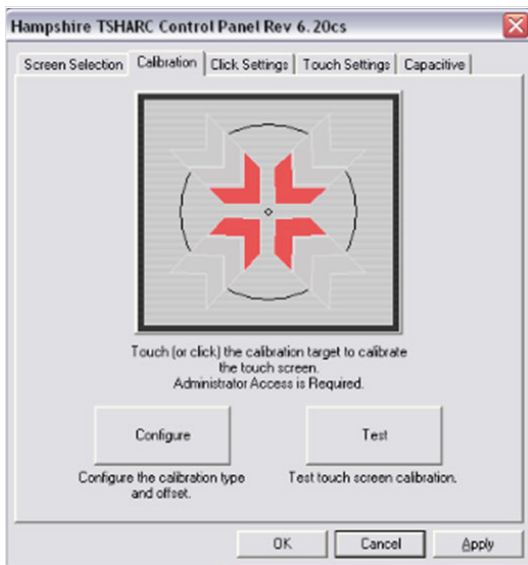 Hampshire TSHARC Control Panel Rev 6.20cs
Screen Selection Calibration Click Settings Touch Settings Capacitive
Touch (or click) the calibration target to calibrate
the touch screen.
Administrator Access is Required.
Configure Test
Configure the calibration type Test touch screen calibration.
and offset.
OK Cancel Apply